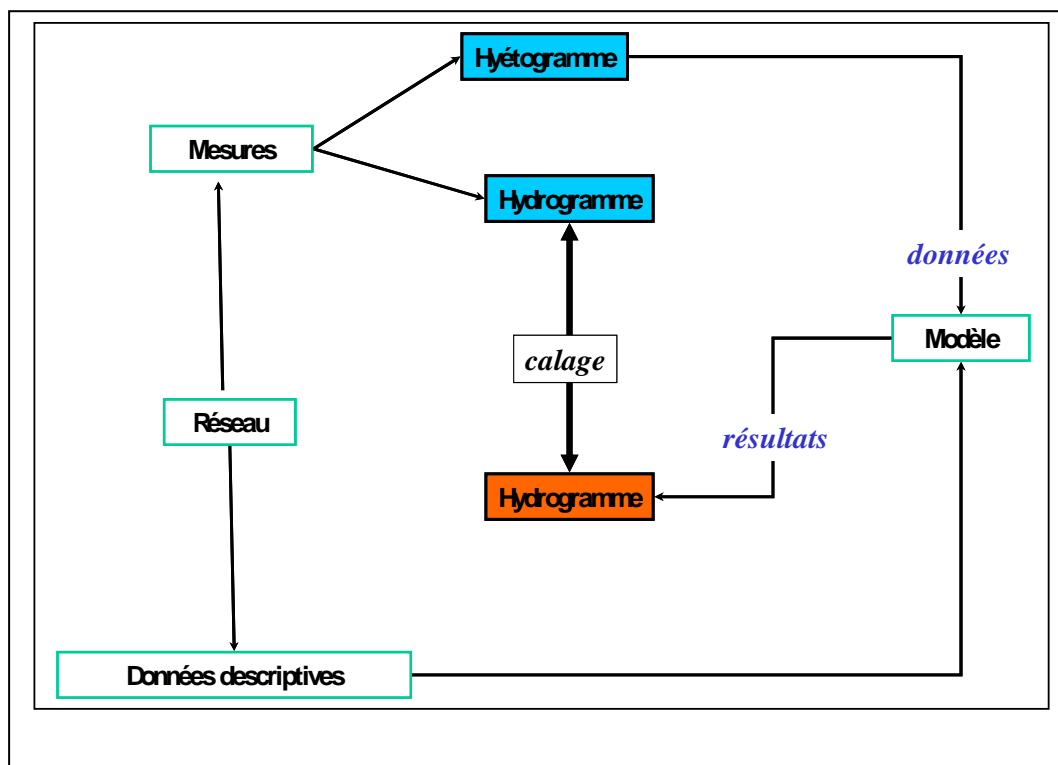 Hyétogramme
Mesures
Hydrogramme
données
Modèle
calage
Réseau
résultats
Hydrogramme
Données descriptives